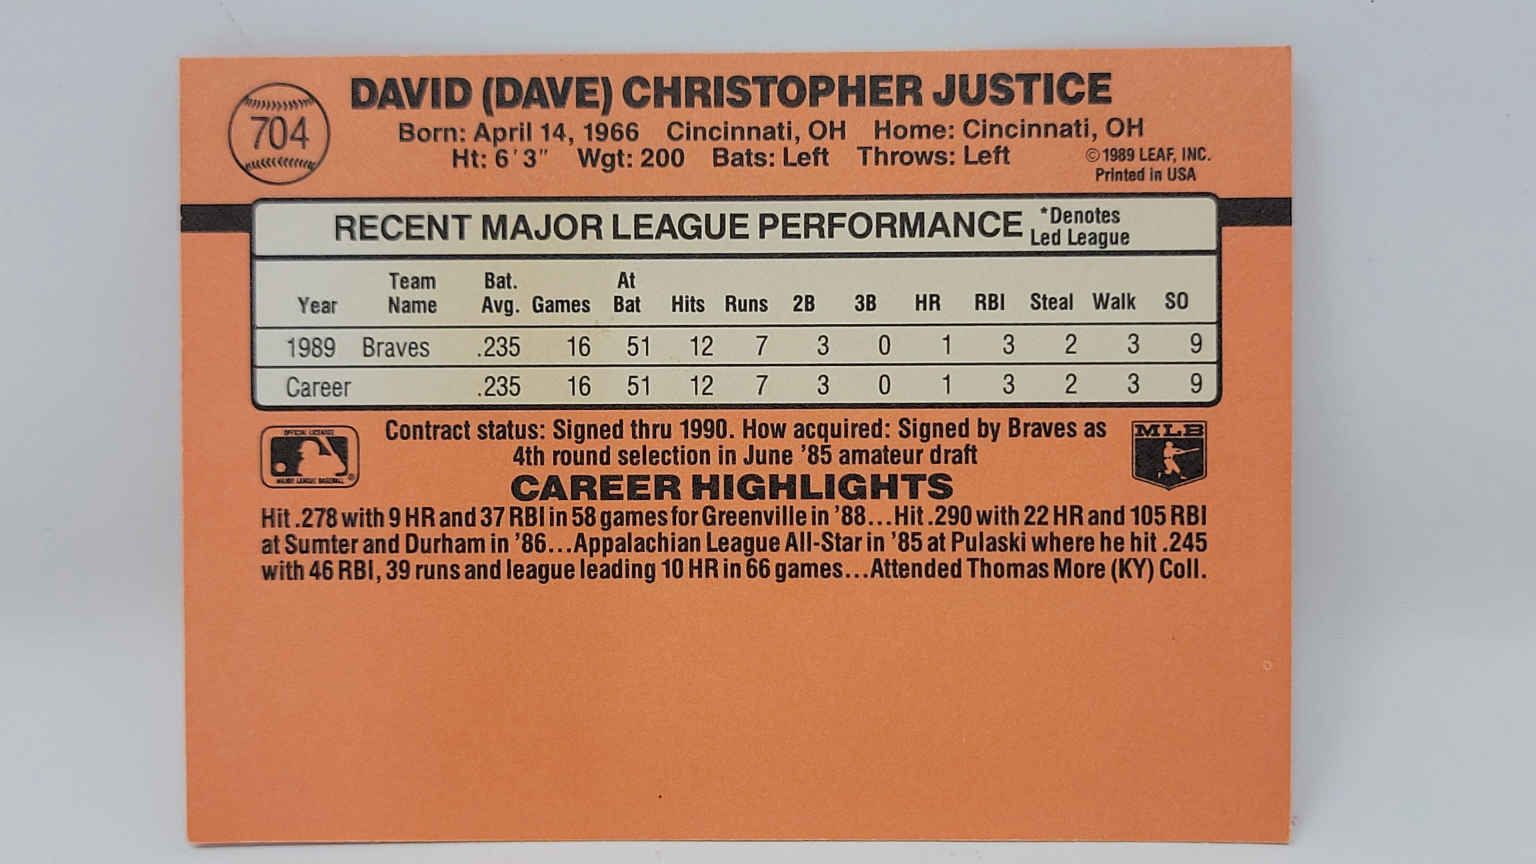 704
DAVID (DAVE) CHRISTOPHER JUSTICE
Born: April 14, 1966 Cincinnati, OH Home: Cincinnati, OH
Ht: 6'3" Wgt: 200 Bats: Left Throws: Left
©1989 LEAF, INC.
Printed in USA
RECENT MAJOR LEAGUE PERFORMANCE *Denotes Led League
Year Team Name Bat. Avg. Games At Bat Hits Runs 2B 3B HR RBI Steal Walk SO
1989 Braves .235 16 51 12 7 3 0 1 3 2 3 9
Career .235 16 51 12 7 3 0 1 3 2 3 9
Contract status: Signed thru 1990. How acquired: Signed by Braves as
4th round selection in June '85 amateur draft
OFFICIAL LICENSEE
MAJOR LEAGUE BASEBALL
MLB
CAREER HIGHLIGHTS
Hit .278 with 9 HR and 37 RBI in 58 games for Greenville in '88...Hit .290 with 22 HR and 105 RBI
at Sumter and Durham in '86...Appalachian League All-Star in '85 at Pulaski where he hit .245
with 46 RBI, 39 runs and league leading 10 HR in 66 games...Attended Thomas More (KY) Coll.